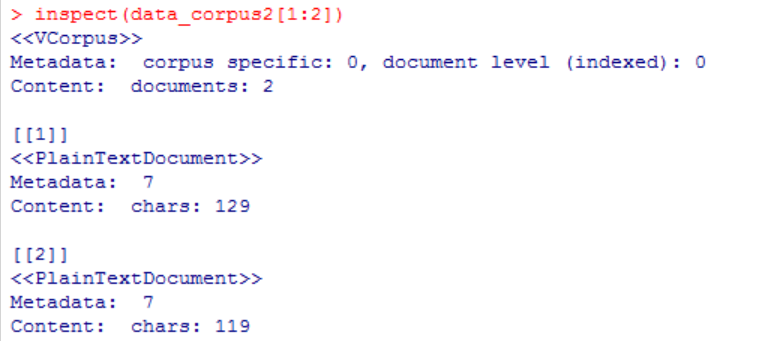 > inspect(data_corpus2[1:2])
<<VCorpus>>
Metadata:  corpus specific: 0, document level (indexed): 0
Content:  documents: 2
[[1]]
<<PlainTextDocument>>
Metadata:  7
Content:  chars: 129
[[2]]
<<PlainTextDocument>>
Metadata:  7
Content:  chars: 119